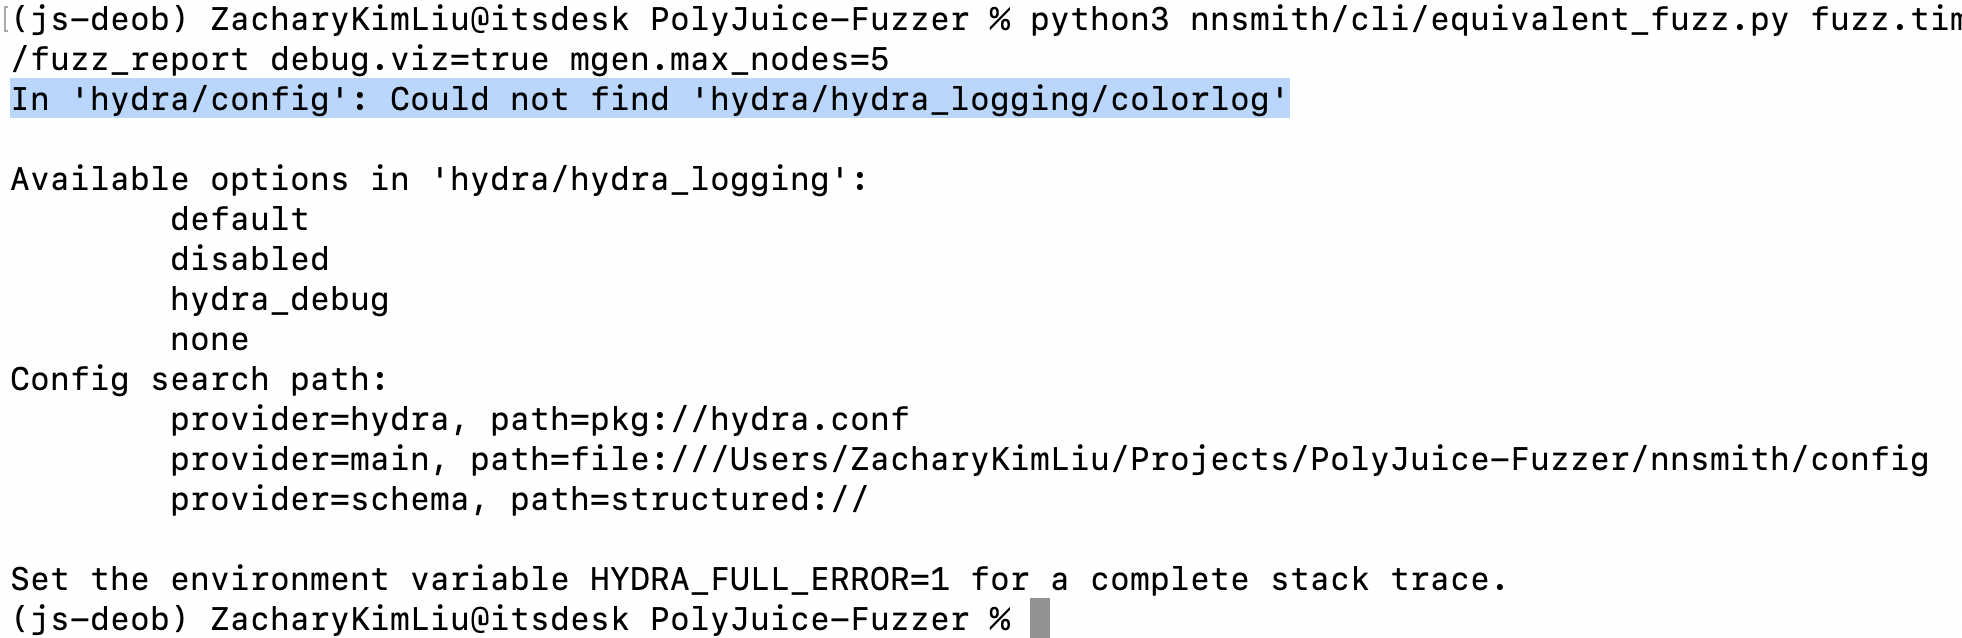 (js-deob) ZacharyKimLiu@itsdesk PolyJuice-Fuzzer % python3 nnsmith/cli/equivalent_fuzz.py
/fuzz_report debug.viz=true mgen.max_nodes=5
In 'hydra/config': Could not find 'hydra/hydra_logging/colorlog'
Available options in 'hydra/hydra_logging':
default
disabled
hydra_debug
none
Config search path:
provider=hydra, path=pkg://hydra.conf
provider=main, path=file:///Users/ZacharyKimLiu/Projects/PolyJuice-Fuzzer/nnsmith/config
provider=schema, path=structured://
Set the environment variable HYDRA_FULL_ERROR=1 for a complete stack trace.
(js-deob) ZacharyKimLiu@itsdesk PolyJuice-Fuzzer %